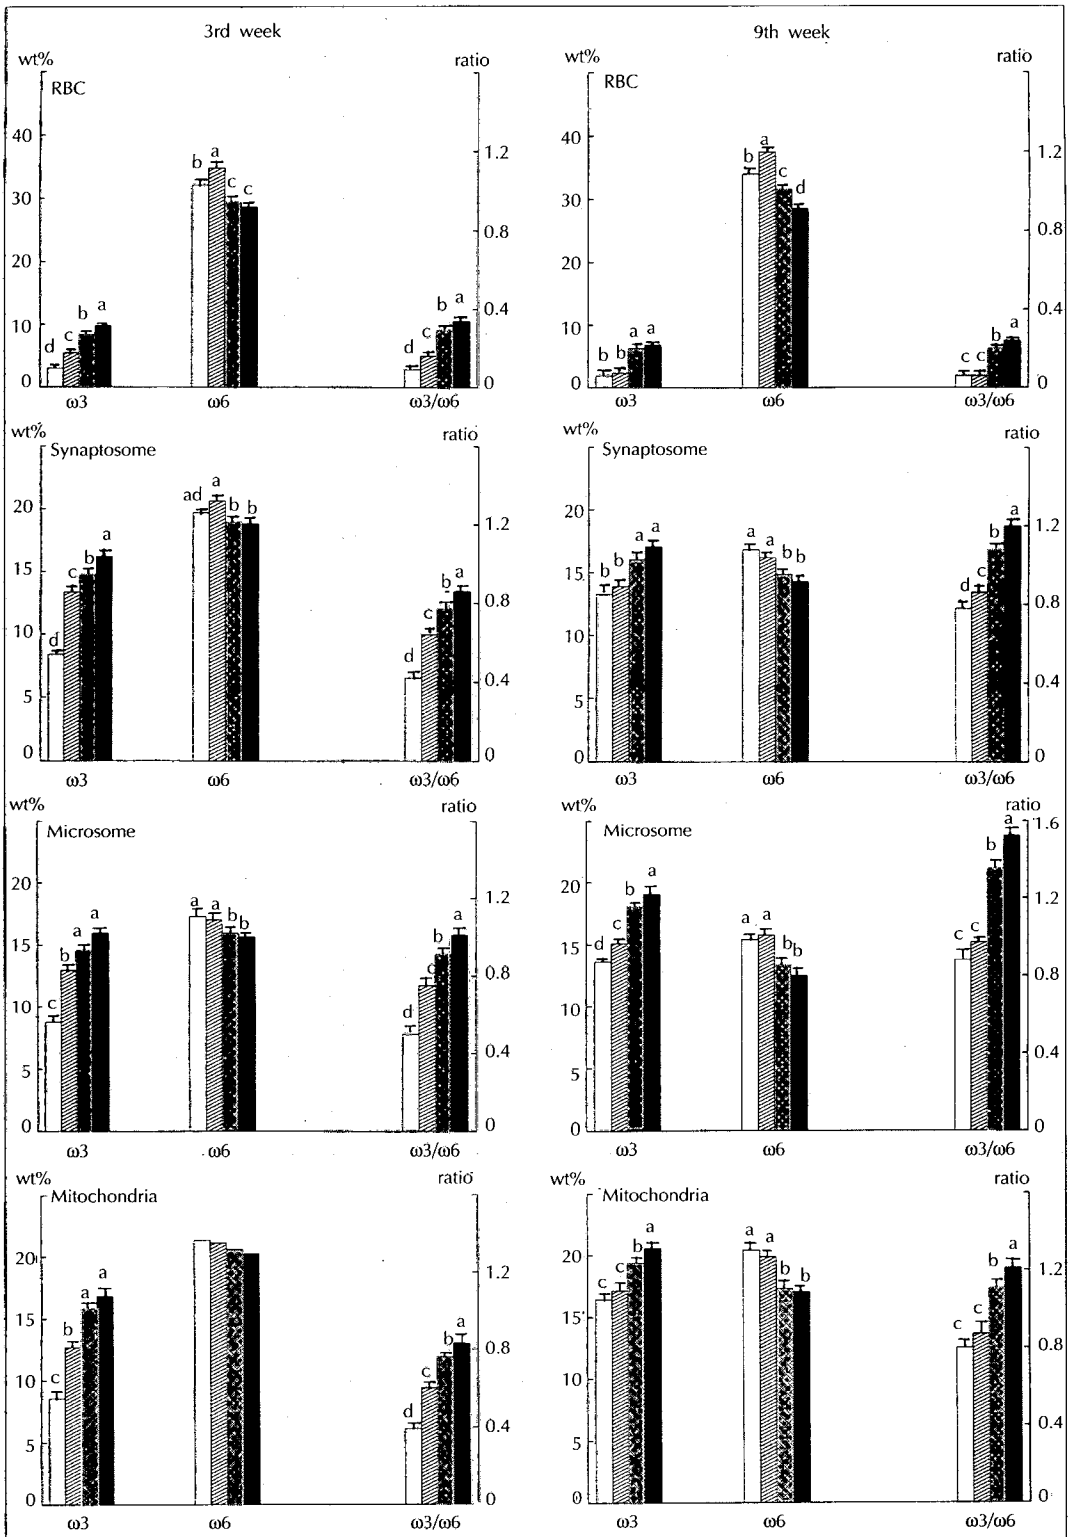 3rd week
9th week
wt%
ratio
RBC
40
30
20
10
0
1.2
0.8
0.4
0
d
c
b
a
b
a
c
c
d
c
b
a
ω3
ω6
ω3/ω6
wt%
ratio
RBC
40
30
20
10
0
1.2
0.8
0.4
0
b
b
a
a
b
a
c
d
c
c
b
a
ω3
ω6
ω3/ω6
wt%
ratio
Synaptosome
20
15
10
5
0
1.2
0.8
0.4
0
d
c
b
a
ad
a
b
b
d
c
b
a
ω3
ω6
ω3/ω6
wt%
ratio
Synaptosome
20
15
10
5
0
1.2
0.8
0.4
0
b
b
a
a
a
a
b
b
d
c
b
a
ω3
ω6
ω3/ω6
wt%
ratio
Microsome
20
15
10
5
0
1.2
0.8
0.4
0
c
b
a
a
a
a
b
b
d
c
b
a
ω3
ω6
ω3/ω6
wt%
ratio
Microsome
20
15
10
5
0
1.6
1.2
0.8
0.4
0
d
c
b
a
a
a
b
b
c
c
b
a
ω3
ω6
ω3/ω6
wt%
ratio
Mitochondria
20
15
10
5
0
1.2
0.8
0.4
0
c
b
a
a
d
c
b
a
ω3
ω6
ω3/ω6
wt%
ratio
Mitochondria
20
15
10
5
0
1.2
0.8
0.4
0
c
c
b
a
a
a
b
b
c
c
b
a
ω3
ω6
ω3/ω6